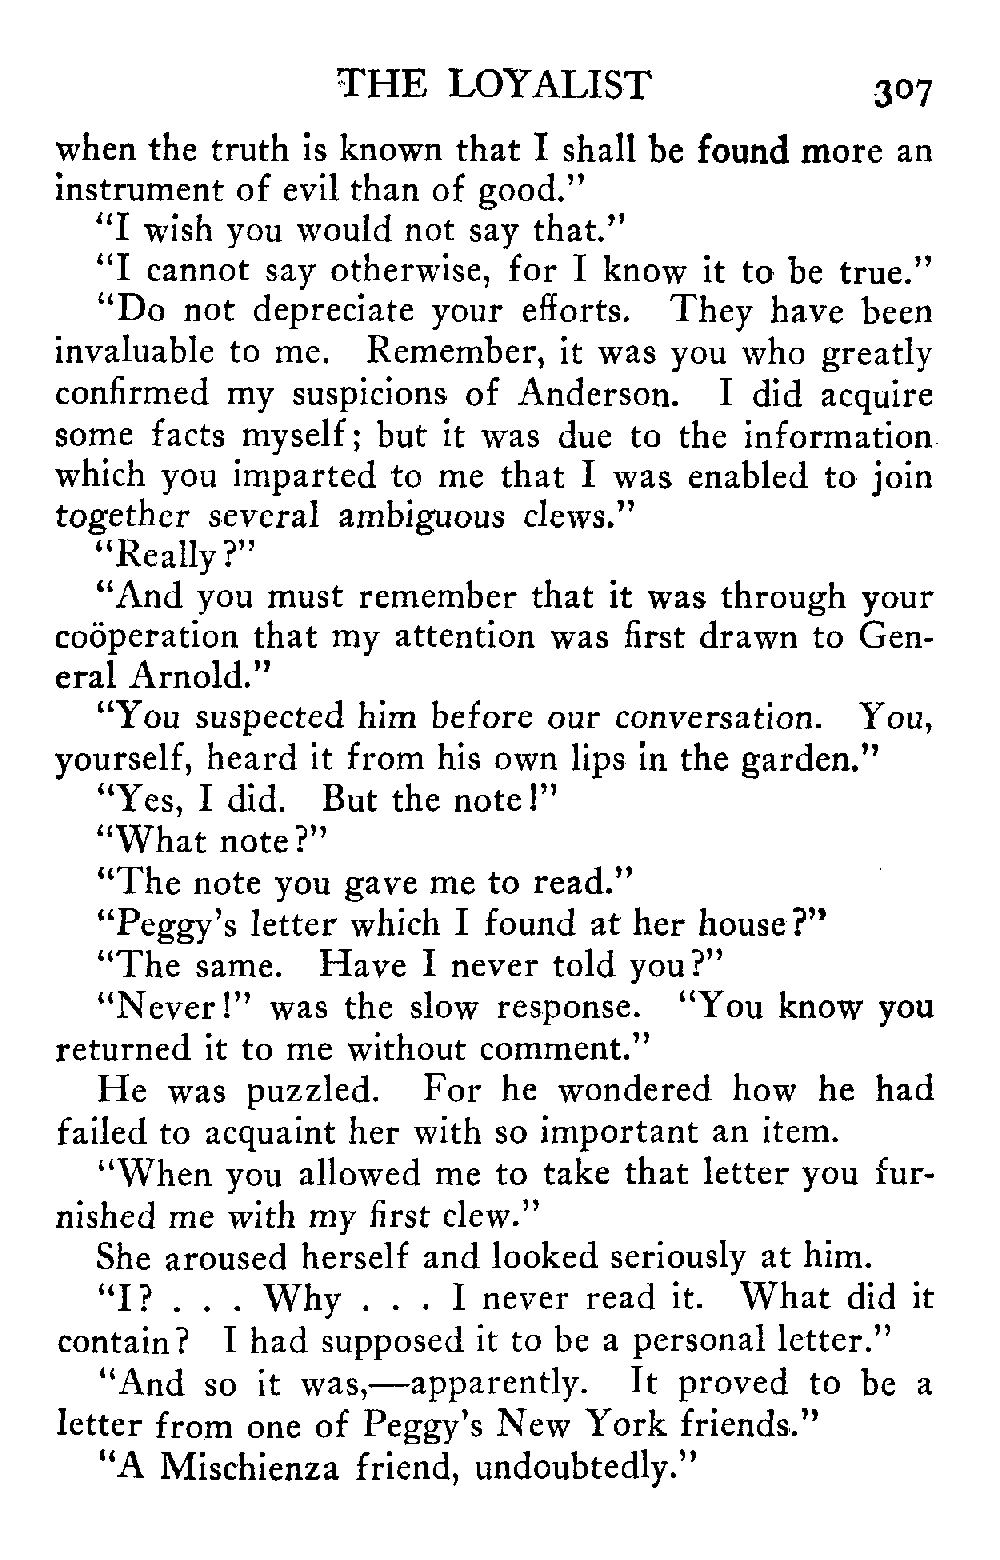 THE LOYALIST 307
when the truth is known that I shall be found more an
instrument of evil than of good."
"I wish you would not say that."
"I cannot say otherwise, for I know it to be true."
"Do not depreciate your efforts. They have been
invaluable to me. Remember, it was you who greatly
confirmed my suspicions of Anderson. I did acquire
some facts myself; but it was due to the information
which you imparted to me that I was enabled to join
together several ambiguous clews."
"Really?"
"And you must remember that it was through your
coöperation that my attention was first drawn to Gen-
eral Arnold."
"You suspected him before our conversation. You,
yourself, heard it from his own lips in the garden."
"Yes, I did. But the note!"
"What note?"
"The note you gave me to read."
"Peggy's letter which I found at her house?"
"The same. Have I never told you?"
"Never!" was the slow response. "You know you
returned it to me without comment."
He was puzzled. For he wondered how he had
failed to acquaint her with so important an item.
"When you allowed me to take that letter you fur-
nished me with my first clew."
She aroused herself and looked seriously at him.
"I? . . . Why . . . I never read it. What did it
contain? I had supposed it to be a personal letter."
"And so it was,—apparently. It proved to be a
letter from one of Peggy's New York friends."
"A Mischienza friend, undoubtedly."